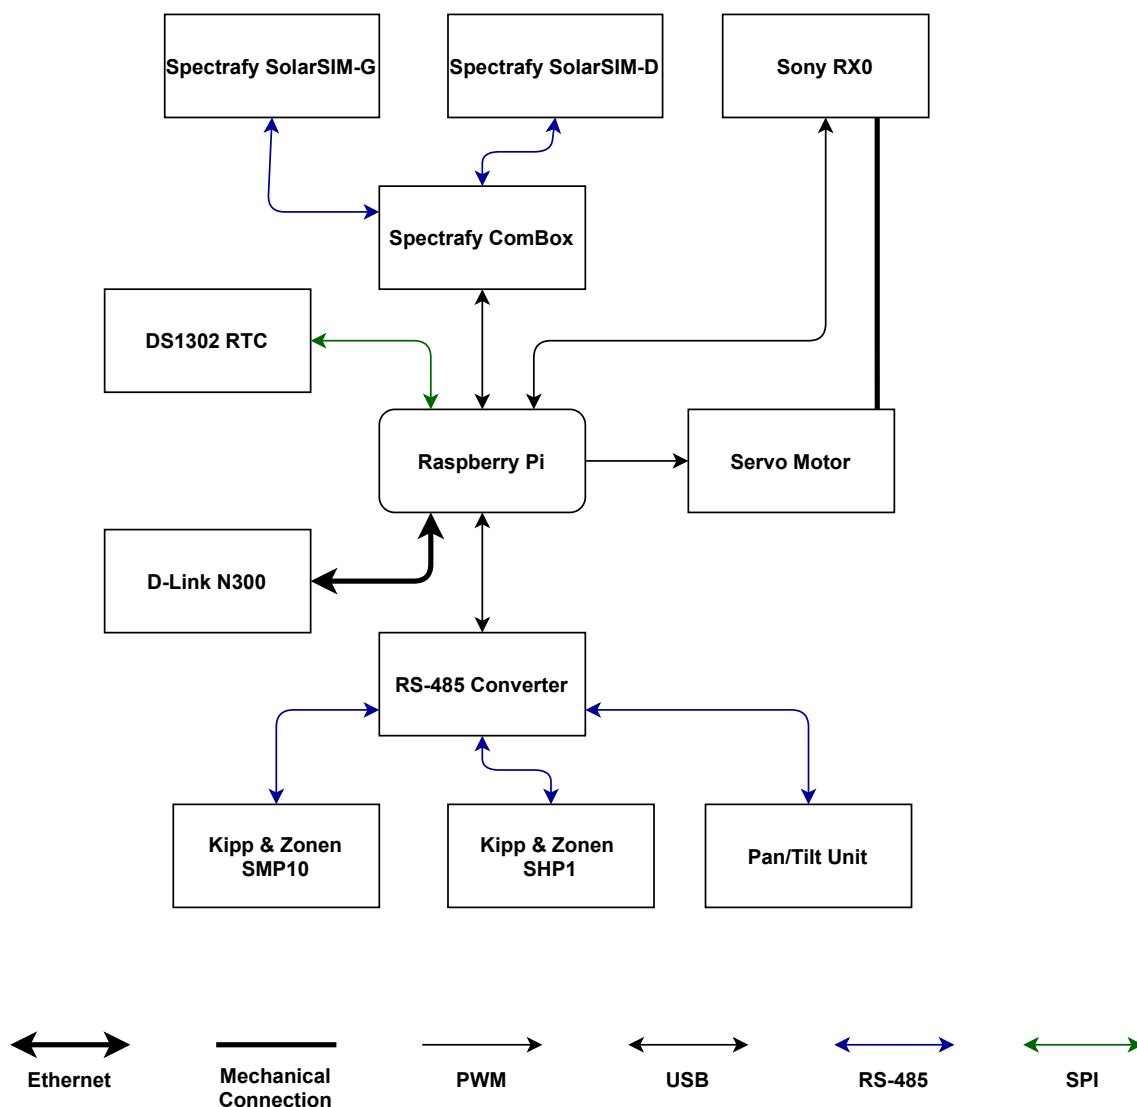 Spectrafy SolarSIM-G
Spectrafy SolarSIM-D
Sony RX0
Spectrafy ComBox
DS1302 RTC
Raspberry Pi
Servo Motor
D-Link N300
RS-485 Converter
Kipp & Zonen
SMP10
Kipp & Zonen
SHP1
Pan/Tilt Unit
Ethernet
Mechanical
Connection
PWM
USB
RS-485
SPI